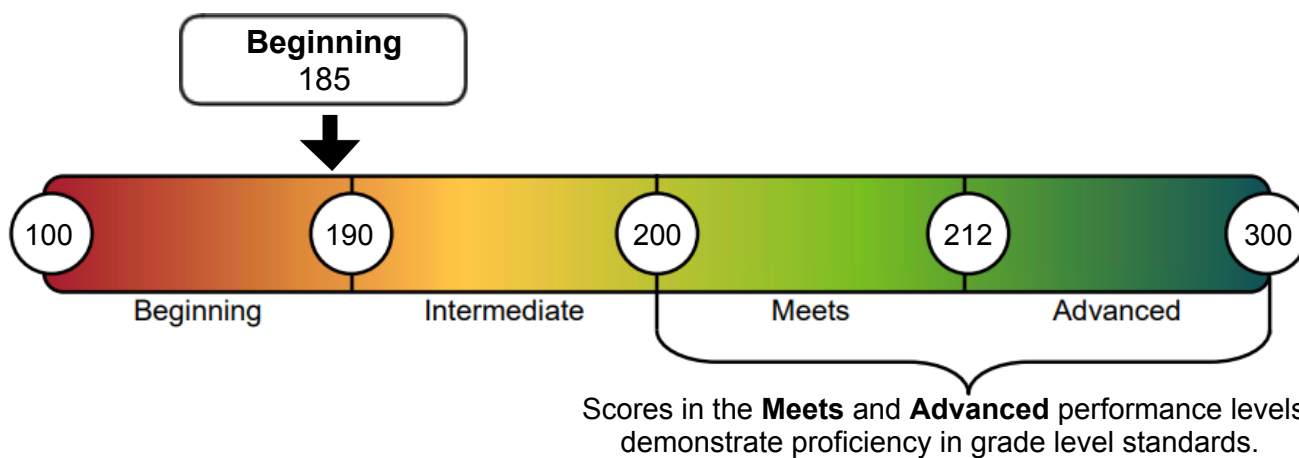 Beginning
185
100 190 200 212 300
Beginning Intermediate Meets Advanced
Scores in the Meets and Advanced performance levels
demonstrate proficiency in grade level standards.